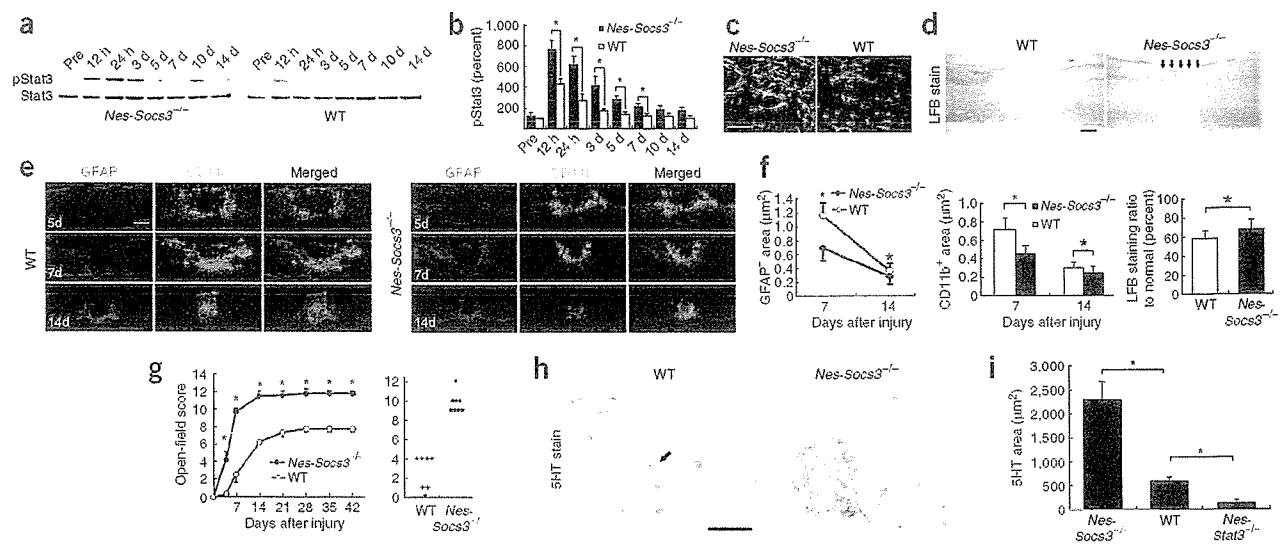 a
Pre 12 h 24 h 3 d 5 d 7 d 10 d 14 d
Pre 12 h 24 h 3 d 5 d 7 d 10 d 14 d
pStat3
Stat3
Nes-Socs3−/−
WT
b
Nes-Socs3−/−
WT
pStat3 (percent)
1,000
800
600
400
200
Pre 12 h 24 h 3 d 5 d 7 d 10 d 14 d
* * * * *
c
Nes-Socs3−/−
WT
d
WT
Nes-Socs3−/−
LFB stain
e
GFAP
Merged
GFAP
Merged
WT
5d
7d
14d
Nes-Socs3−/−
5d
7d
14d
f
GFAP− area (µm²)
1.4
1.2
1.0
0.8
0.6
0.4
0.2
0
7
14
Days after injury
* Nes-Socs3−/−
WT
*
CD11b+ area (µm²)
1.0
0.8
0.6
0.4
0.2
0
7
14
Days after injury
Nes-Socs3−/−
WT
* *
LFB staining ratio
to normal (percent)
100
80
60
40
20
0
*
WT
Nes-
Socs3−/−
g
Open-field score
14
12
10
8
6
4
2
0
7 14 21 28 35 42
Days after injury
* * * * * * *
Nes-Socs3−/−
WT
12
10
8
6
4
2
0
WT
Nes-
Socs3−/−
h
WT
Nes-Socs3−/−
5HT stain
i
5HT area (µm²)
3,000
2,500
2,000
1,500
1,000
500
0
*
*
Nes-
Socs3−/−
WT
Nes-
Stat3−/−